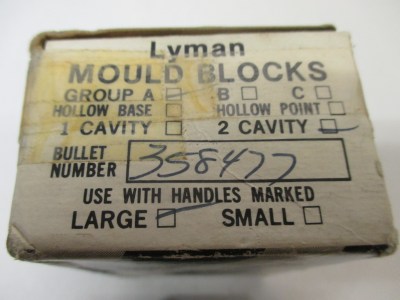 Lyman
MOULD BLOCKS
GROUP A ☑ B ☐ C ☐
HOLLOW BASE ☐ HOLLOW POINT ☐
1 CAVITY ☐ 2 CAVITY ☑
BULLET NUMBER 358477
USE WITH HANDLES MARKED
LARGE ☑ SMALL ☐